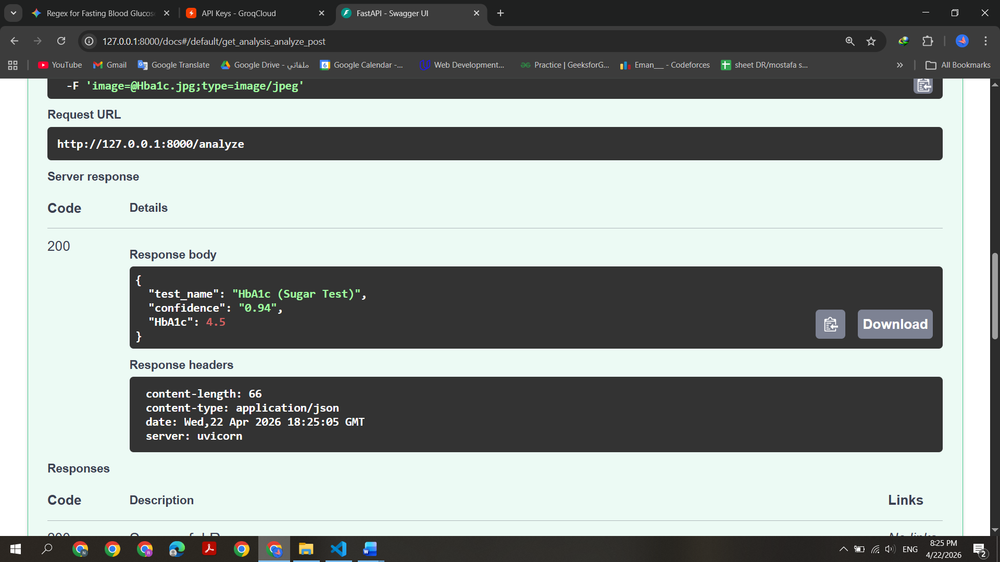 Regex for Fasting Blood Glucos
API Keys - GroqCloud
FastAPI - Swagger UI
127.0.0.1:8000/docs#/default/get_analysis_analyze_post
YouTube
Gmail
Google Translate
Google Drive - ملفاتي
Google Calendar -...
Web Development...
Practice | GeeksforG...
Eman___ - Codeforces
sheet DR/mostafa s...
All Bookmarks
-F 'image=@Hba1c.jpg;type=image/jpeg'
Request URL
http://127.0.0.1:8000/analyze
Server response
Code Details
200
Response body
{
"test_name": "HbA1c (Sugar Test)",
"confidence": "0.94",
"HbA1c": 4.5
}
Download
Response headers
content-length: 66
content-type: application/json
date: Wed,22 Apr 2026 18:25:05 GMT
server: uvicorn
Responses
Code Description Links
200
ENG
8:25 PM
4/22/2026
2